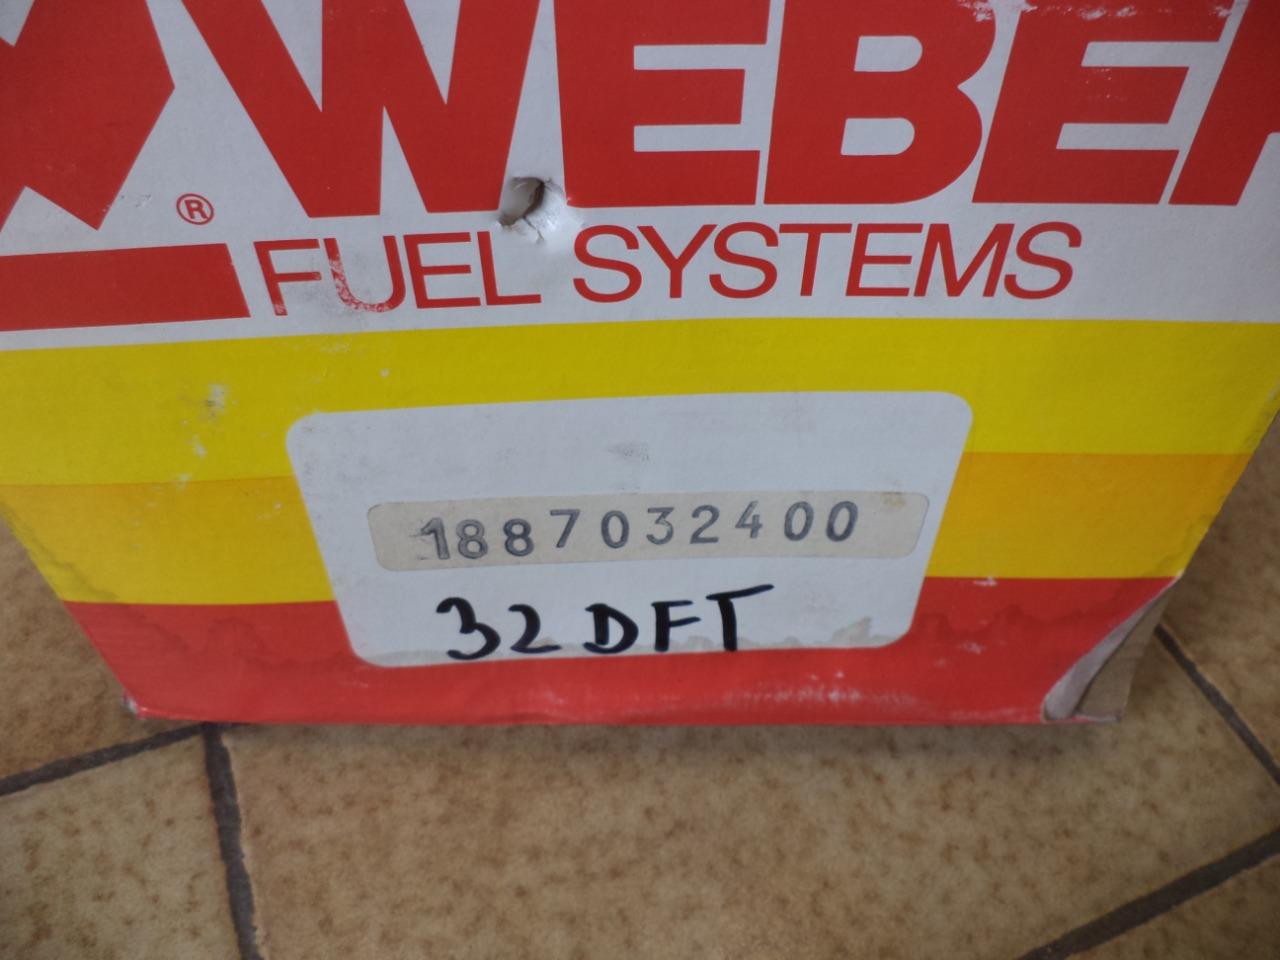 WEBER
® FUEL SYSTEMS
1887032400
32 DFT